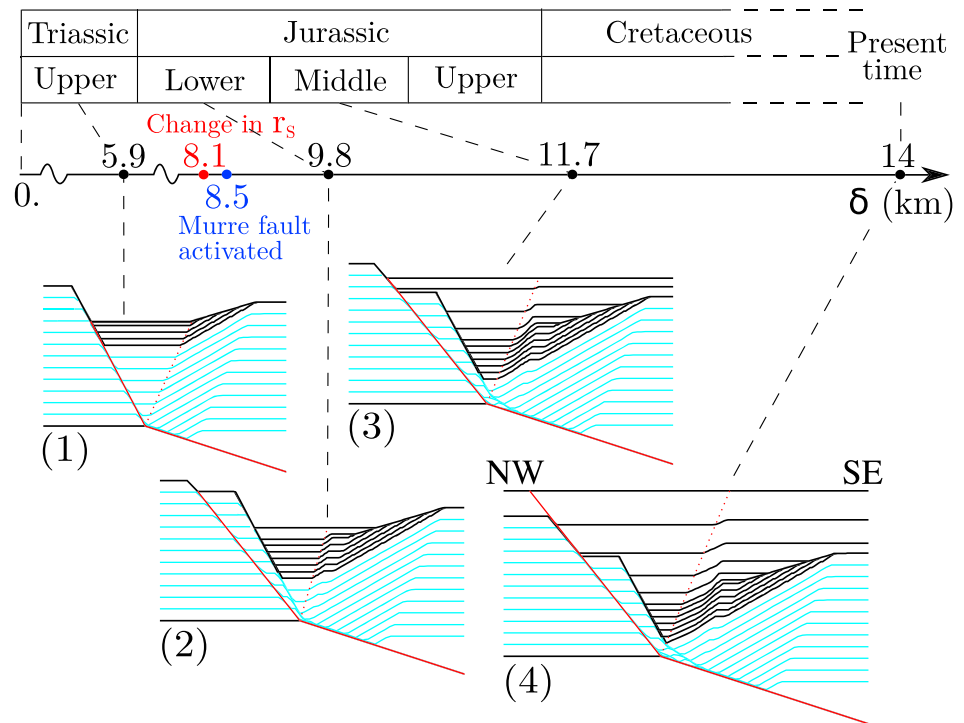 Triassic Jurassic Cretaceous
Present
time
Upper Lower Middle Upper
Change in rS
5.9 8.1 9.8 11.7 14
0. 8.5 δ (km)
Murre fault
activated
(1)
(3)
NW SE
(2)
(4)